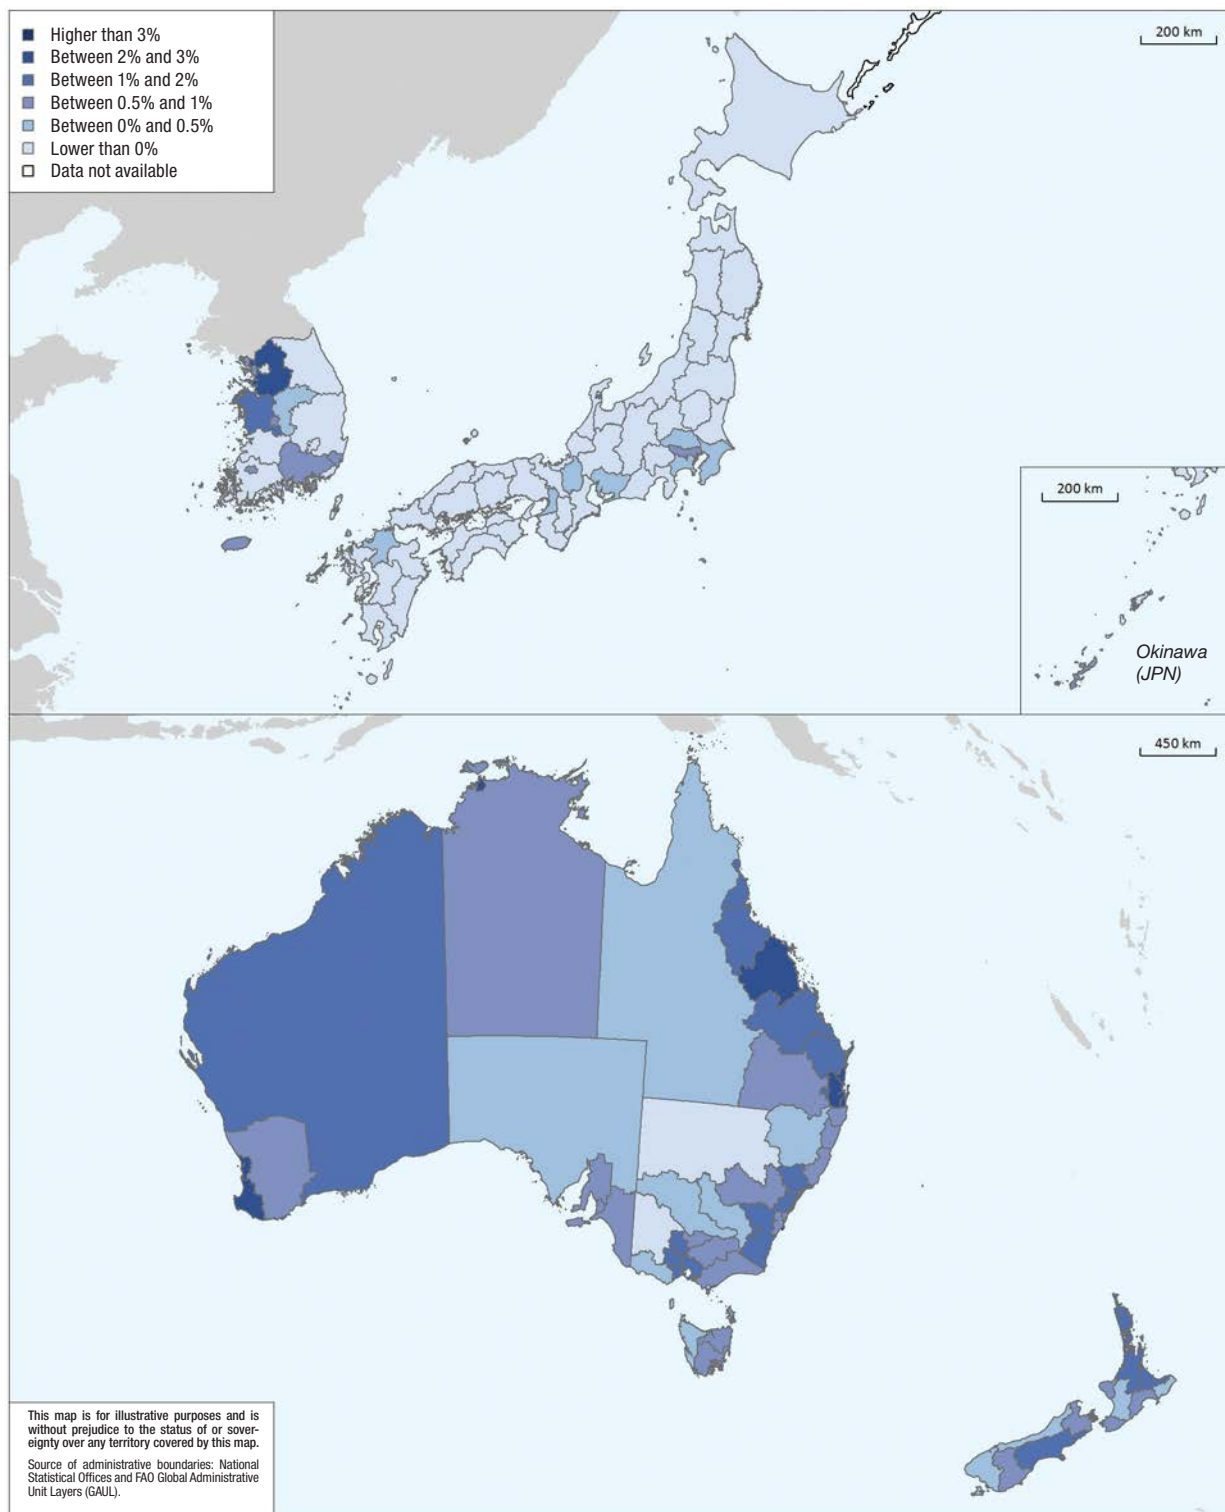 Higher than 3%
Between 2% and 3%
Between 1% and 2%
Between 0.5% and 1%
Between 0% and 0.5%
Lower than 0%
Data not available
200 km
200 km
Okinawa
(JPN)
450 km
This map is for illustrative purposes and is
without prejudice to the status of or sover-
eignty over any territory covered by this map.
Source of administrative boundaries: National
Statistical Offices and FAO Global Administrative
Unit Layers (GAUL).